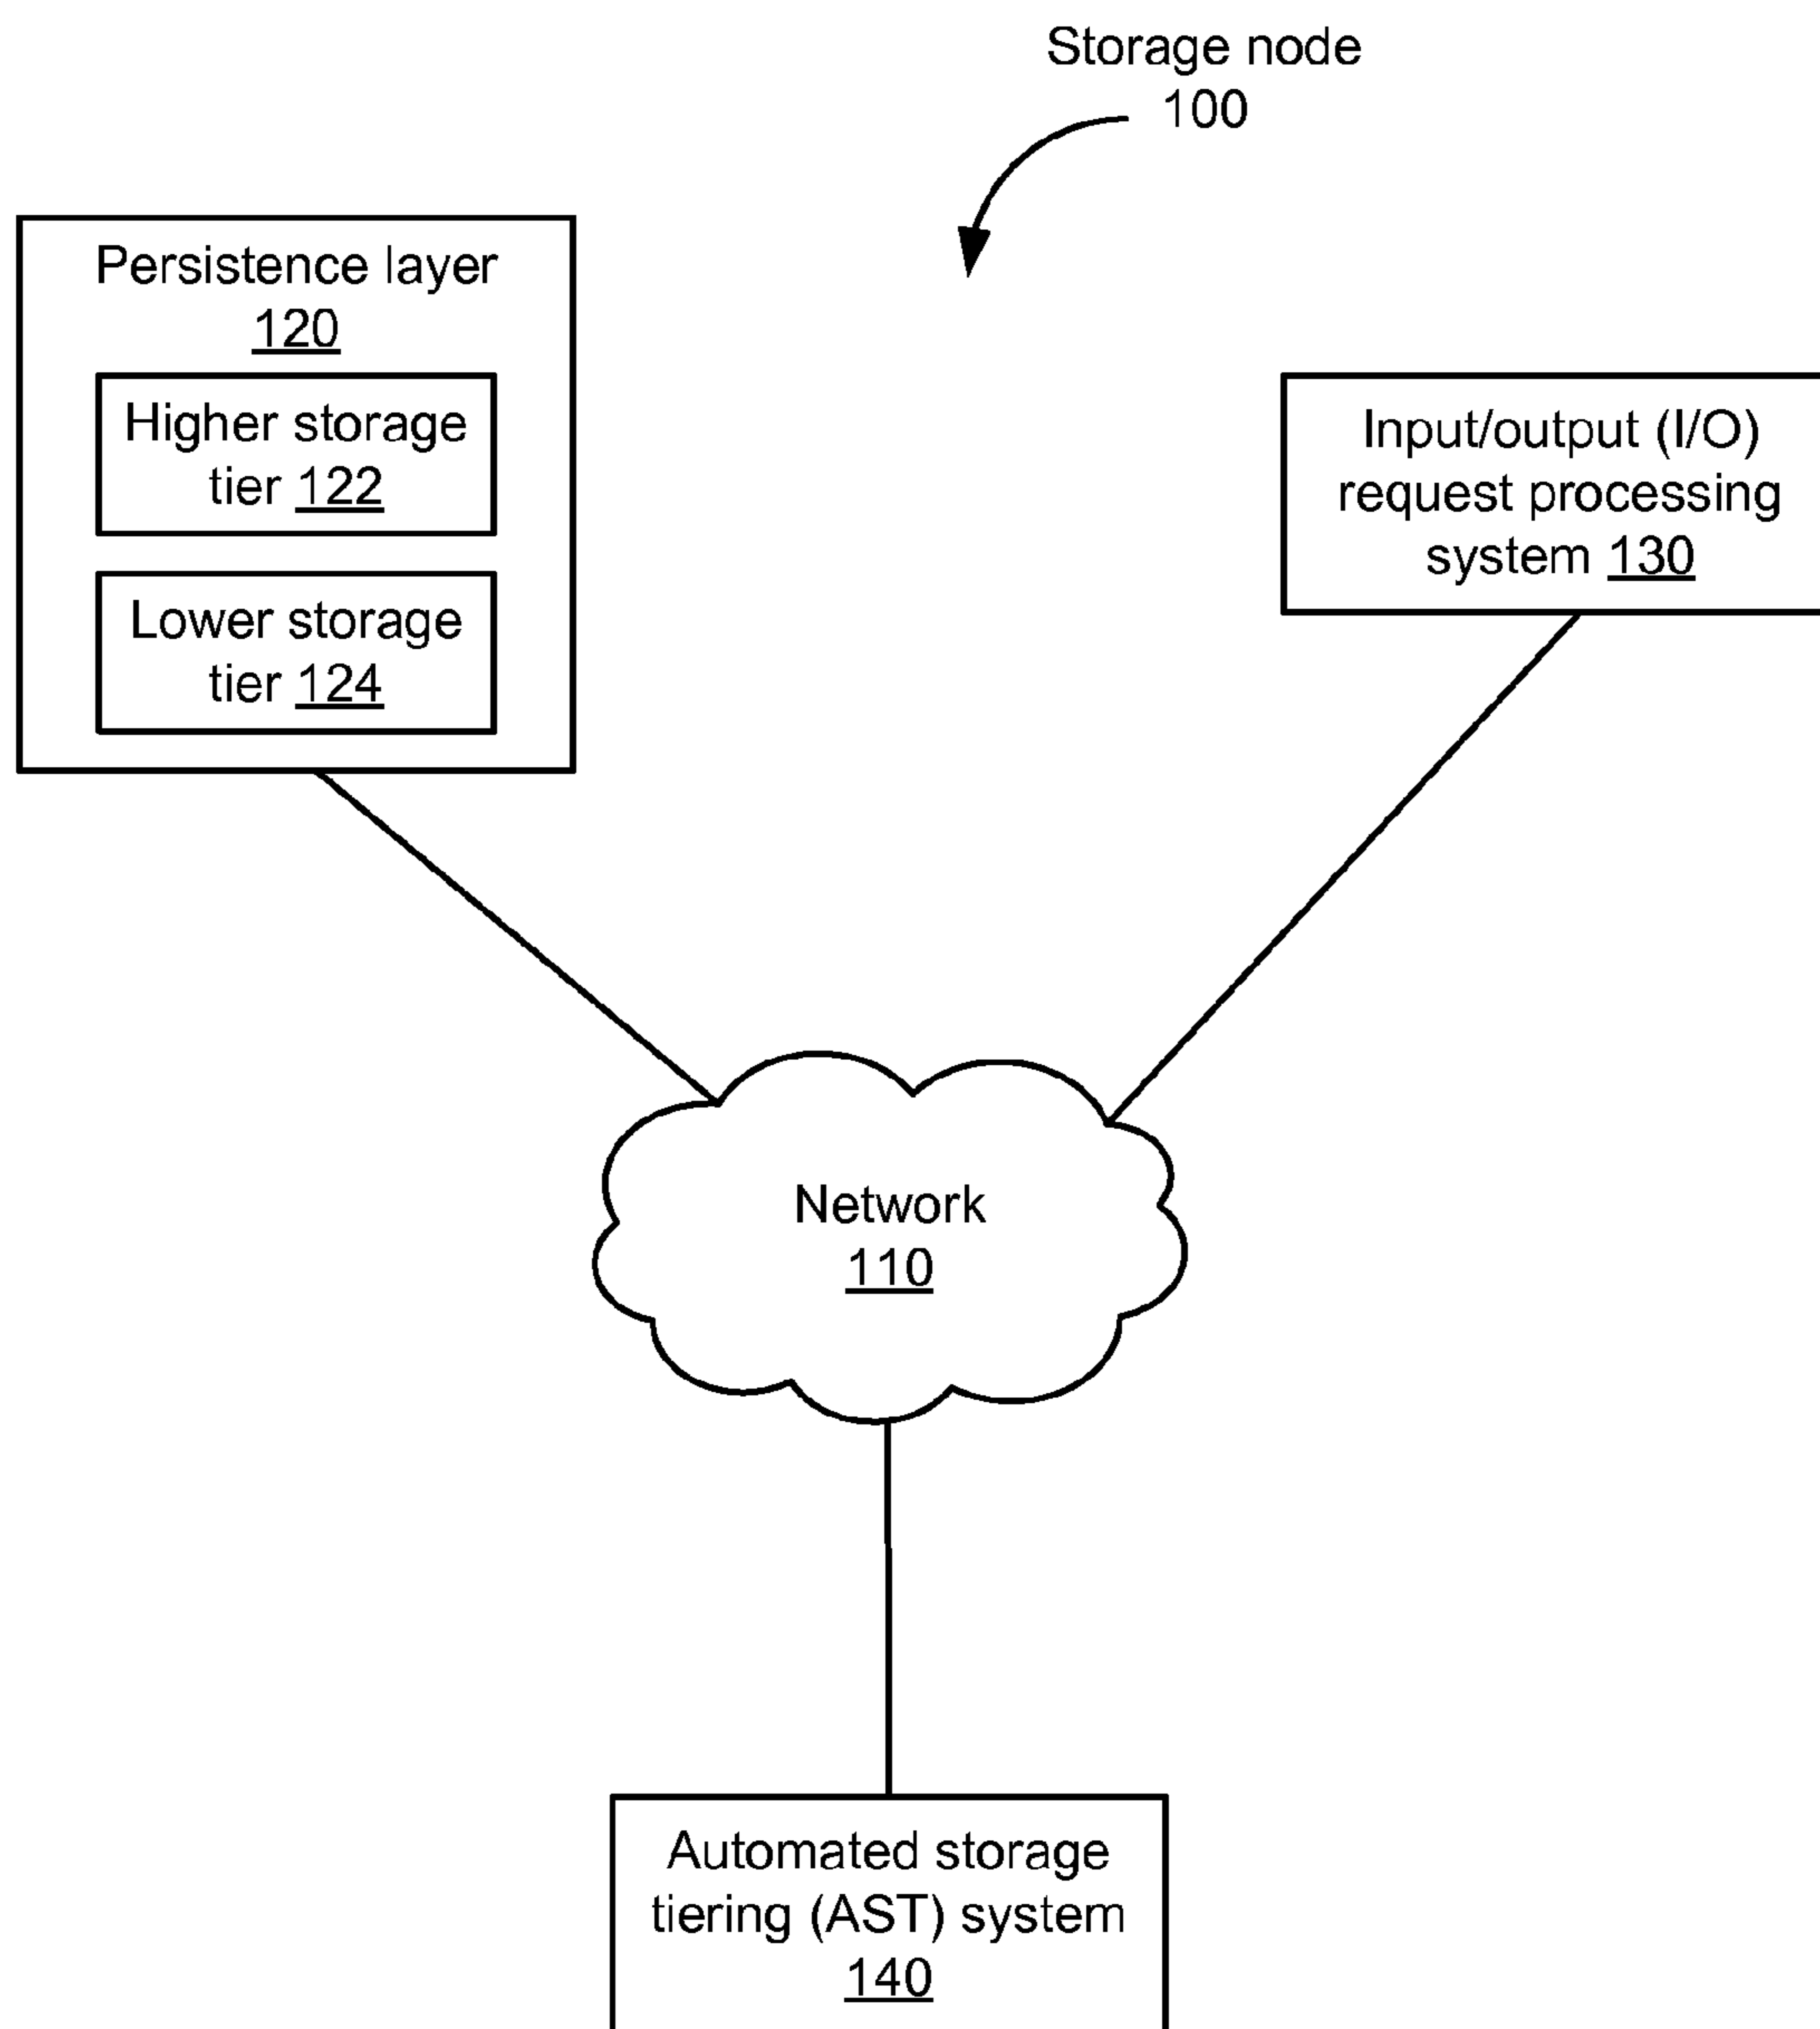 Storage node
100
Persistence layer
120
Higher storage
tier 122
Lower storage
tier 124
Input/output (I/O)
request processing
system 130
Network
110
Automated storage
tiering (AST) system
140